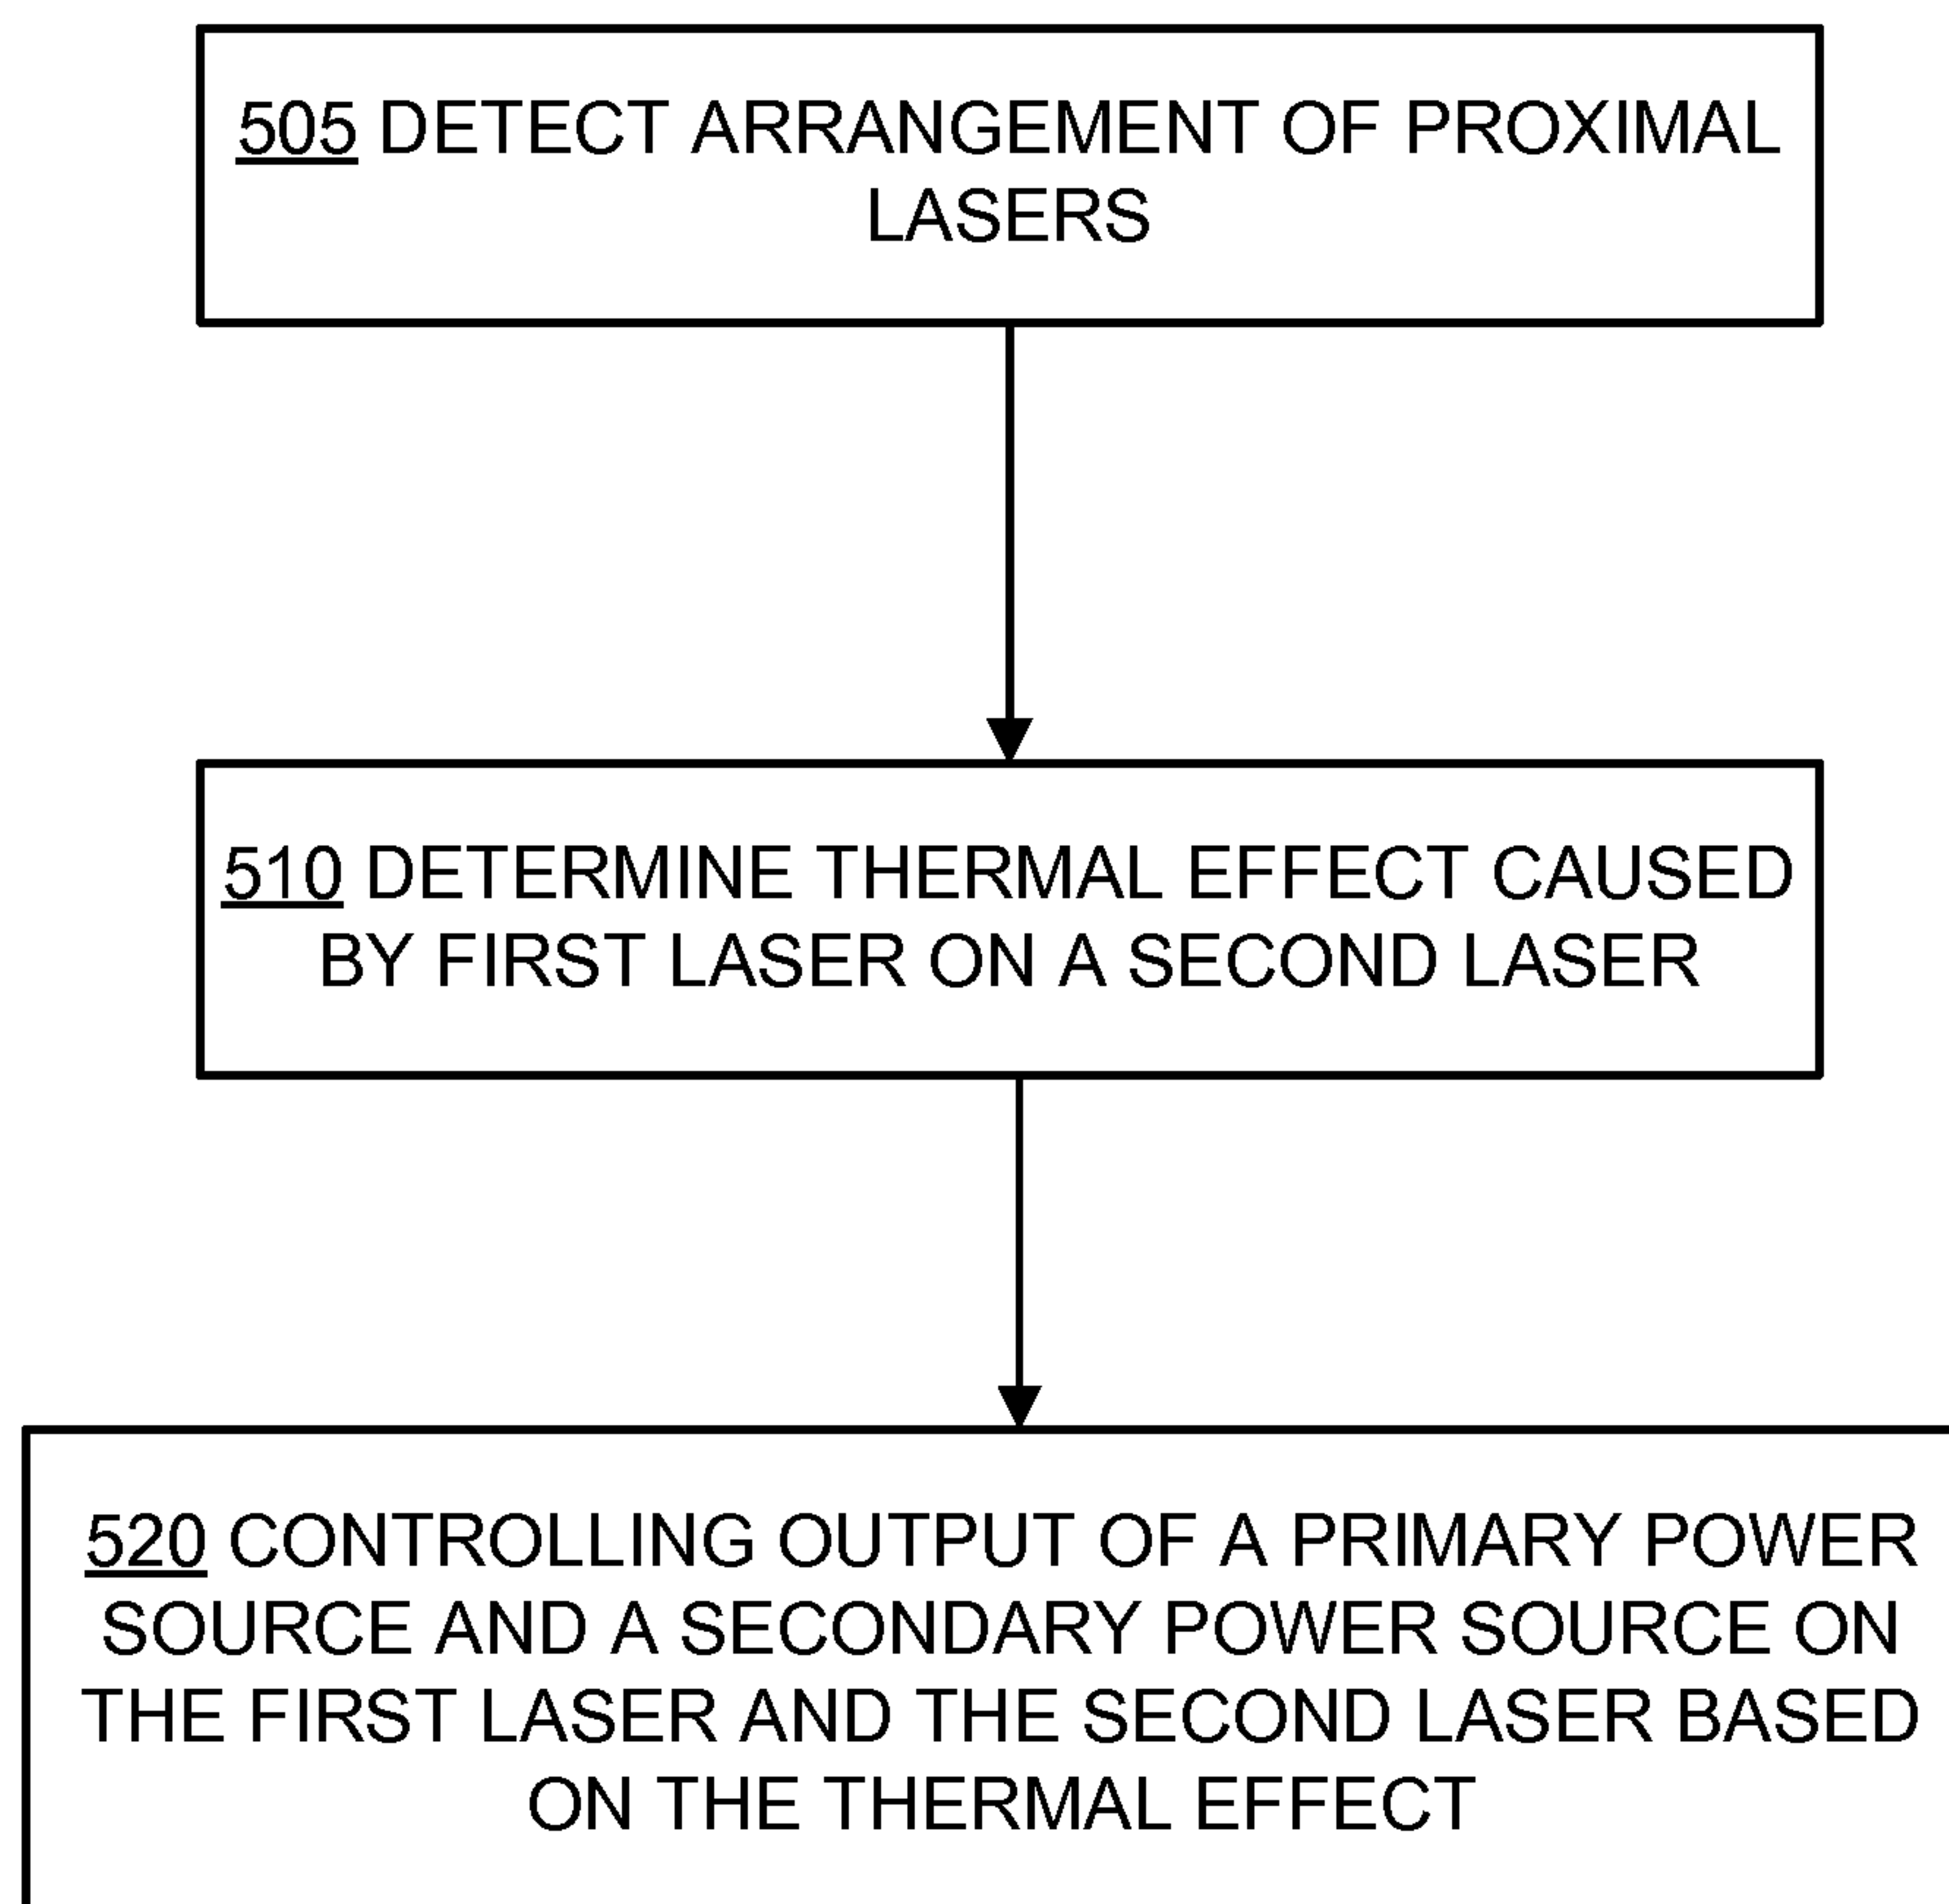 505 DETECT ARRANGEMENT OF PROXIMAL
LASERS
510 DETERMINE THERMAL EFFECT CAUSED
BY FIRST LASER ON A SECOND LASER
520 CONTROLLING OUTPUT OF A PRIMARY POWER
SOURCE AND A SECONDARY POWER SOURCE ON
THE FIRST LASER AND THE SECOND LASER BASED
ON THE THERMAL EFFECT